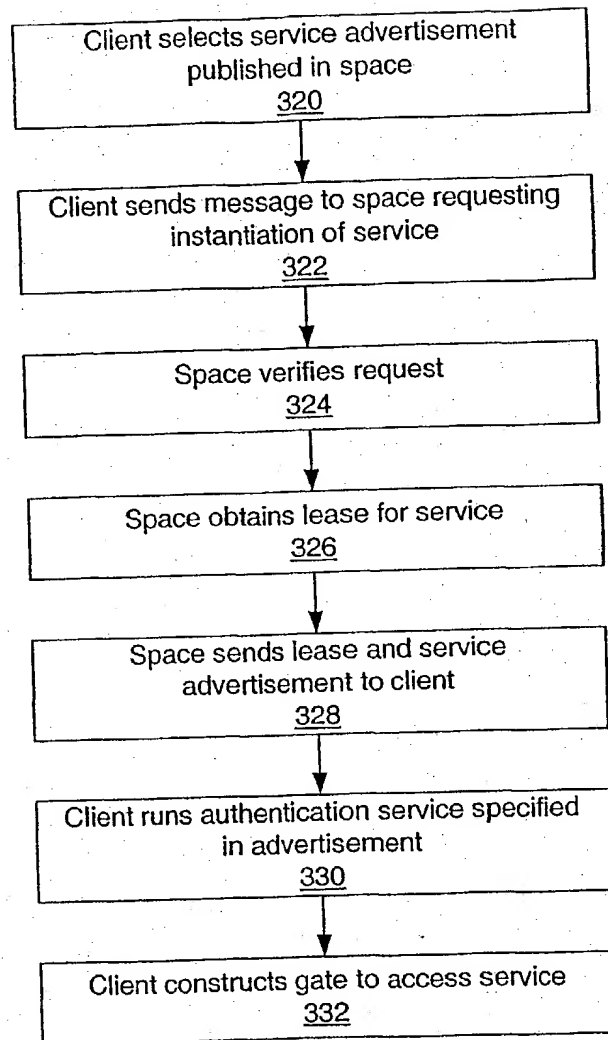 Client selects service advertisement
published in space
320
Client sends message to space requesting
instantiation of service
322
Space verifies request
324
Space obtains lease for service
326
Space sends lease and service
advertisement to client
328
Client runs authentication service specified
in advertisement
330
Client constructs gate to access service
332